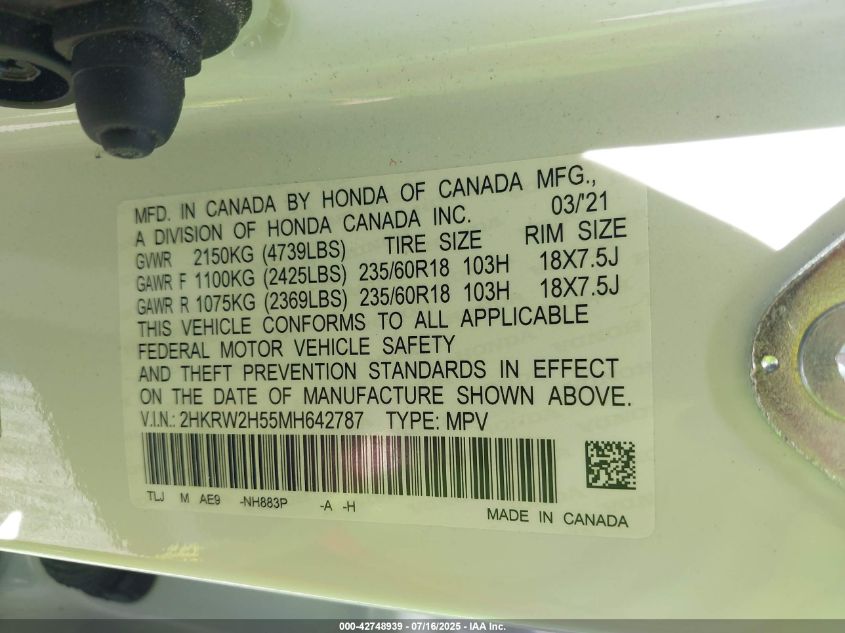 MFD. IN CANADA BY HONDA OF CANADA MFG.,
A DIVISION OF HONDA CANADA INC. 03/'21
GVWR 2150KG (4739LBS) TIRE SIZE RIM SIZE
GAWR F 1100KG (2425LBS) 235/60R18 103H 18X7.5J
GAWR R 1075KG (2369LBS) 235/60R18 103H 18X7.5J
THIS VEHICLE CONFORMS TO ALL APPLICABLE
FEDERAL MOTOR VEHICLE SAFETY
AND THEFT PREVENTION STANDARDS IN EFFECT
ON THE DATE OF MANUFACTURE SHOWN ABOVE.
V.I.N.: 2HKRW2H55MH642787 TYPE: MPV
TLJ M AE9 -NH883P -A -H
MADE IN CANADA
000-42748939 - 07/16/2025 - IAA Inc.